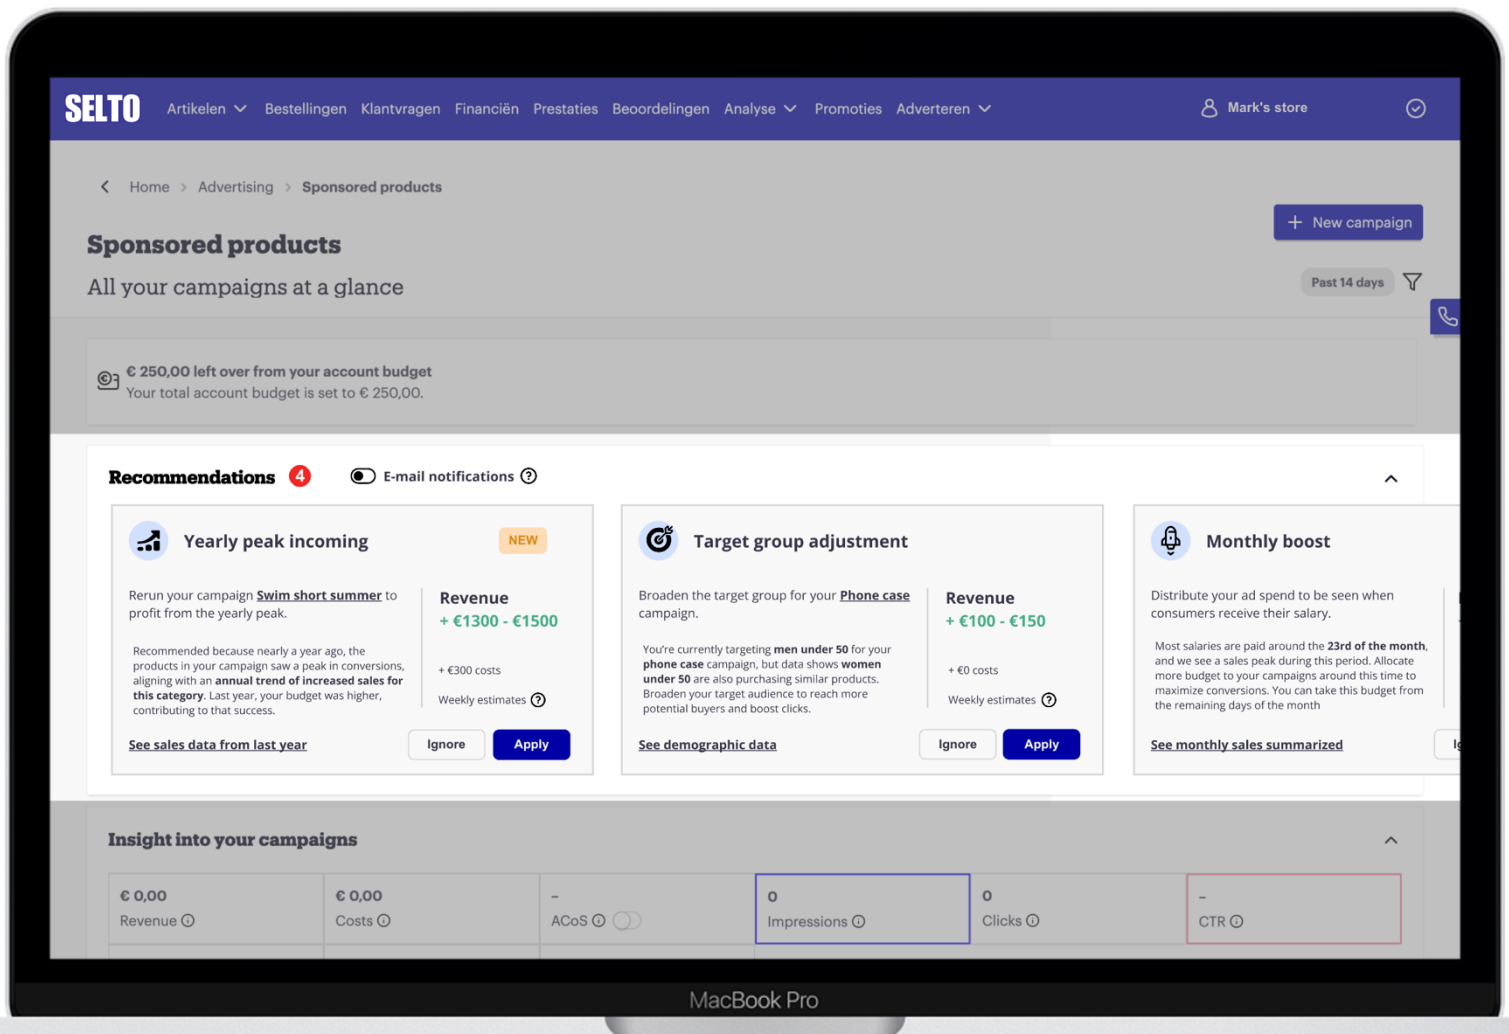 SELTO
Artikelen Bestellingen Klantvragen Financiën Prestaties Beoordelingen Analyse Promoties Adverteren
Mark's store
Home > Advertising > Sponsored products
+ New campaign
Sponsored products
All your campaigns at a glance
Past 14 days
€ 250,00 left over from your account budget
Your total account budget is set to € 250,00.
Recommendations 4 E-mail notifications ?
Yearly peak incoming
NEW
Rerun your campaign Swim short summer to
profit from the yearly peak.
Recommended because nearly a year ago, the
products in your campaign saw a peak in conversions,
aligning with an annual trend of increased sales for
this category. Last year, your budget was higher,
contributing to that success.
Revenue
+ €1300 - €1500
+ €300 costs
Weekly estimates ?
See sales data from last year
Ignore
Apply
Target group adjustment
Broaden the target group for your Phone case
campaign.
You're currently targeting men under 50 for your
phone case campaign, but data shows women
under 50 are also purchasing similar products.
Broaden your target audience to reach more
potential buyers and boost clicks.
Revenue
+ €100 - €150
+ €0 costs
Weekly estimates ?
See demographic data
Ignore
Apply
Monthly boost
Distribute your ad spend to be seen when
consumers receive their salary.
Most salaries are paid around the 23rd of the month,
and we see a sales peak during this period. Allocate
more budget to your campaigns around this time to
maximize conversions. You can take this budget from
the remaining days of the month
See monthly sales summarized
Insight into your campaigns
€ 0,00
Revenue
€ 0,00
Costs
-
ACoS
0
Impressions
0
Clicks
-
CTR
MacBook Pro